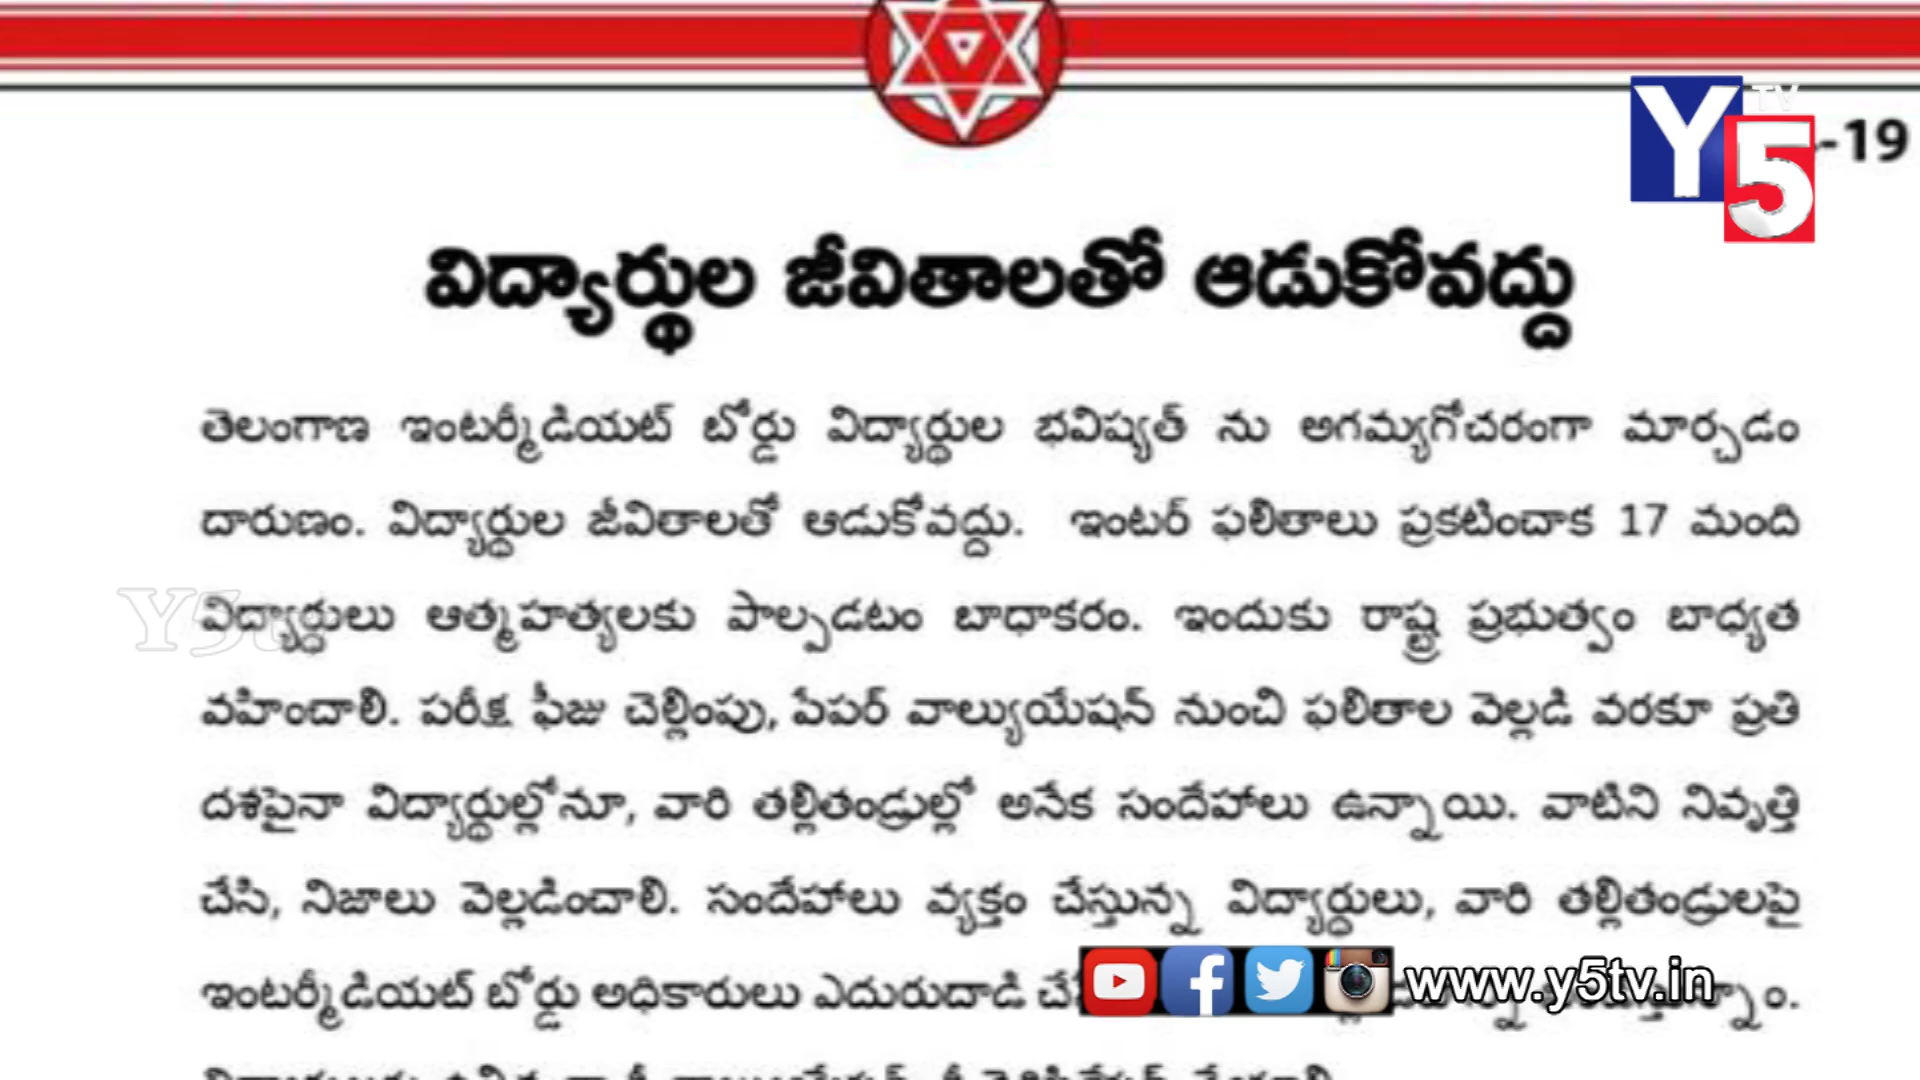 TV
Y5
-19
విద్యార్థుల జీవితాలతో ఆడుకోవద్దు
తెలంగాణ ఇంటర్మీడియట్ బోర్డు విద్యార్థుల భవిష్యత్ ను అగమ్యగోచరంగా మార్చడం
దారుణం. విద్యార్థుల జీవితాలతో ఆడుకోవద్దు. ఇంటర్ ఫలితాలు ప్రకటించాక 17 మంది
విద్యార్థులు ఆత్మహత్యలకు పాల్పడటం బాధాకరం. ఇందుకు రాష్ట్ర ప్రభుత్వం బాధ్యత
వహించాలి. పరీక్ష ఫీజు చెల్లింపు, పేపర్ వాల్యుయేషన్ నుంచి ఫలితాల వెల్లడి వరకూ ప్రతి
దశపైనా విద్యార్థుల్లోనూ, వారి తల్లితండ్రుల్లో అనేక సందేహాలు ఉన్నాయి. వాటిని నివృత్తి
చేసి, నిజాలు వెల్లడించాలి. సందేహాలు వ్యక్తం చేస్తున్న విద్యార్థులు, వారి తల్లితండ్రులపై
ఇంటర్మీడియట్ బోర్డు అధికారులు ఎదురుదాడి
www.y5tv.in